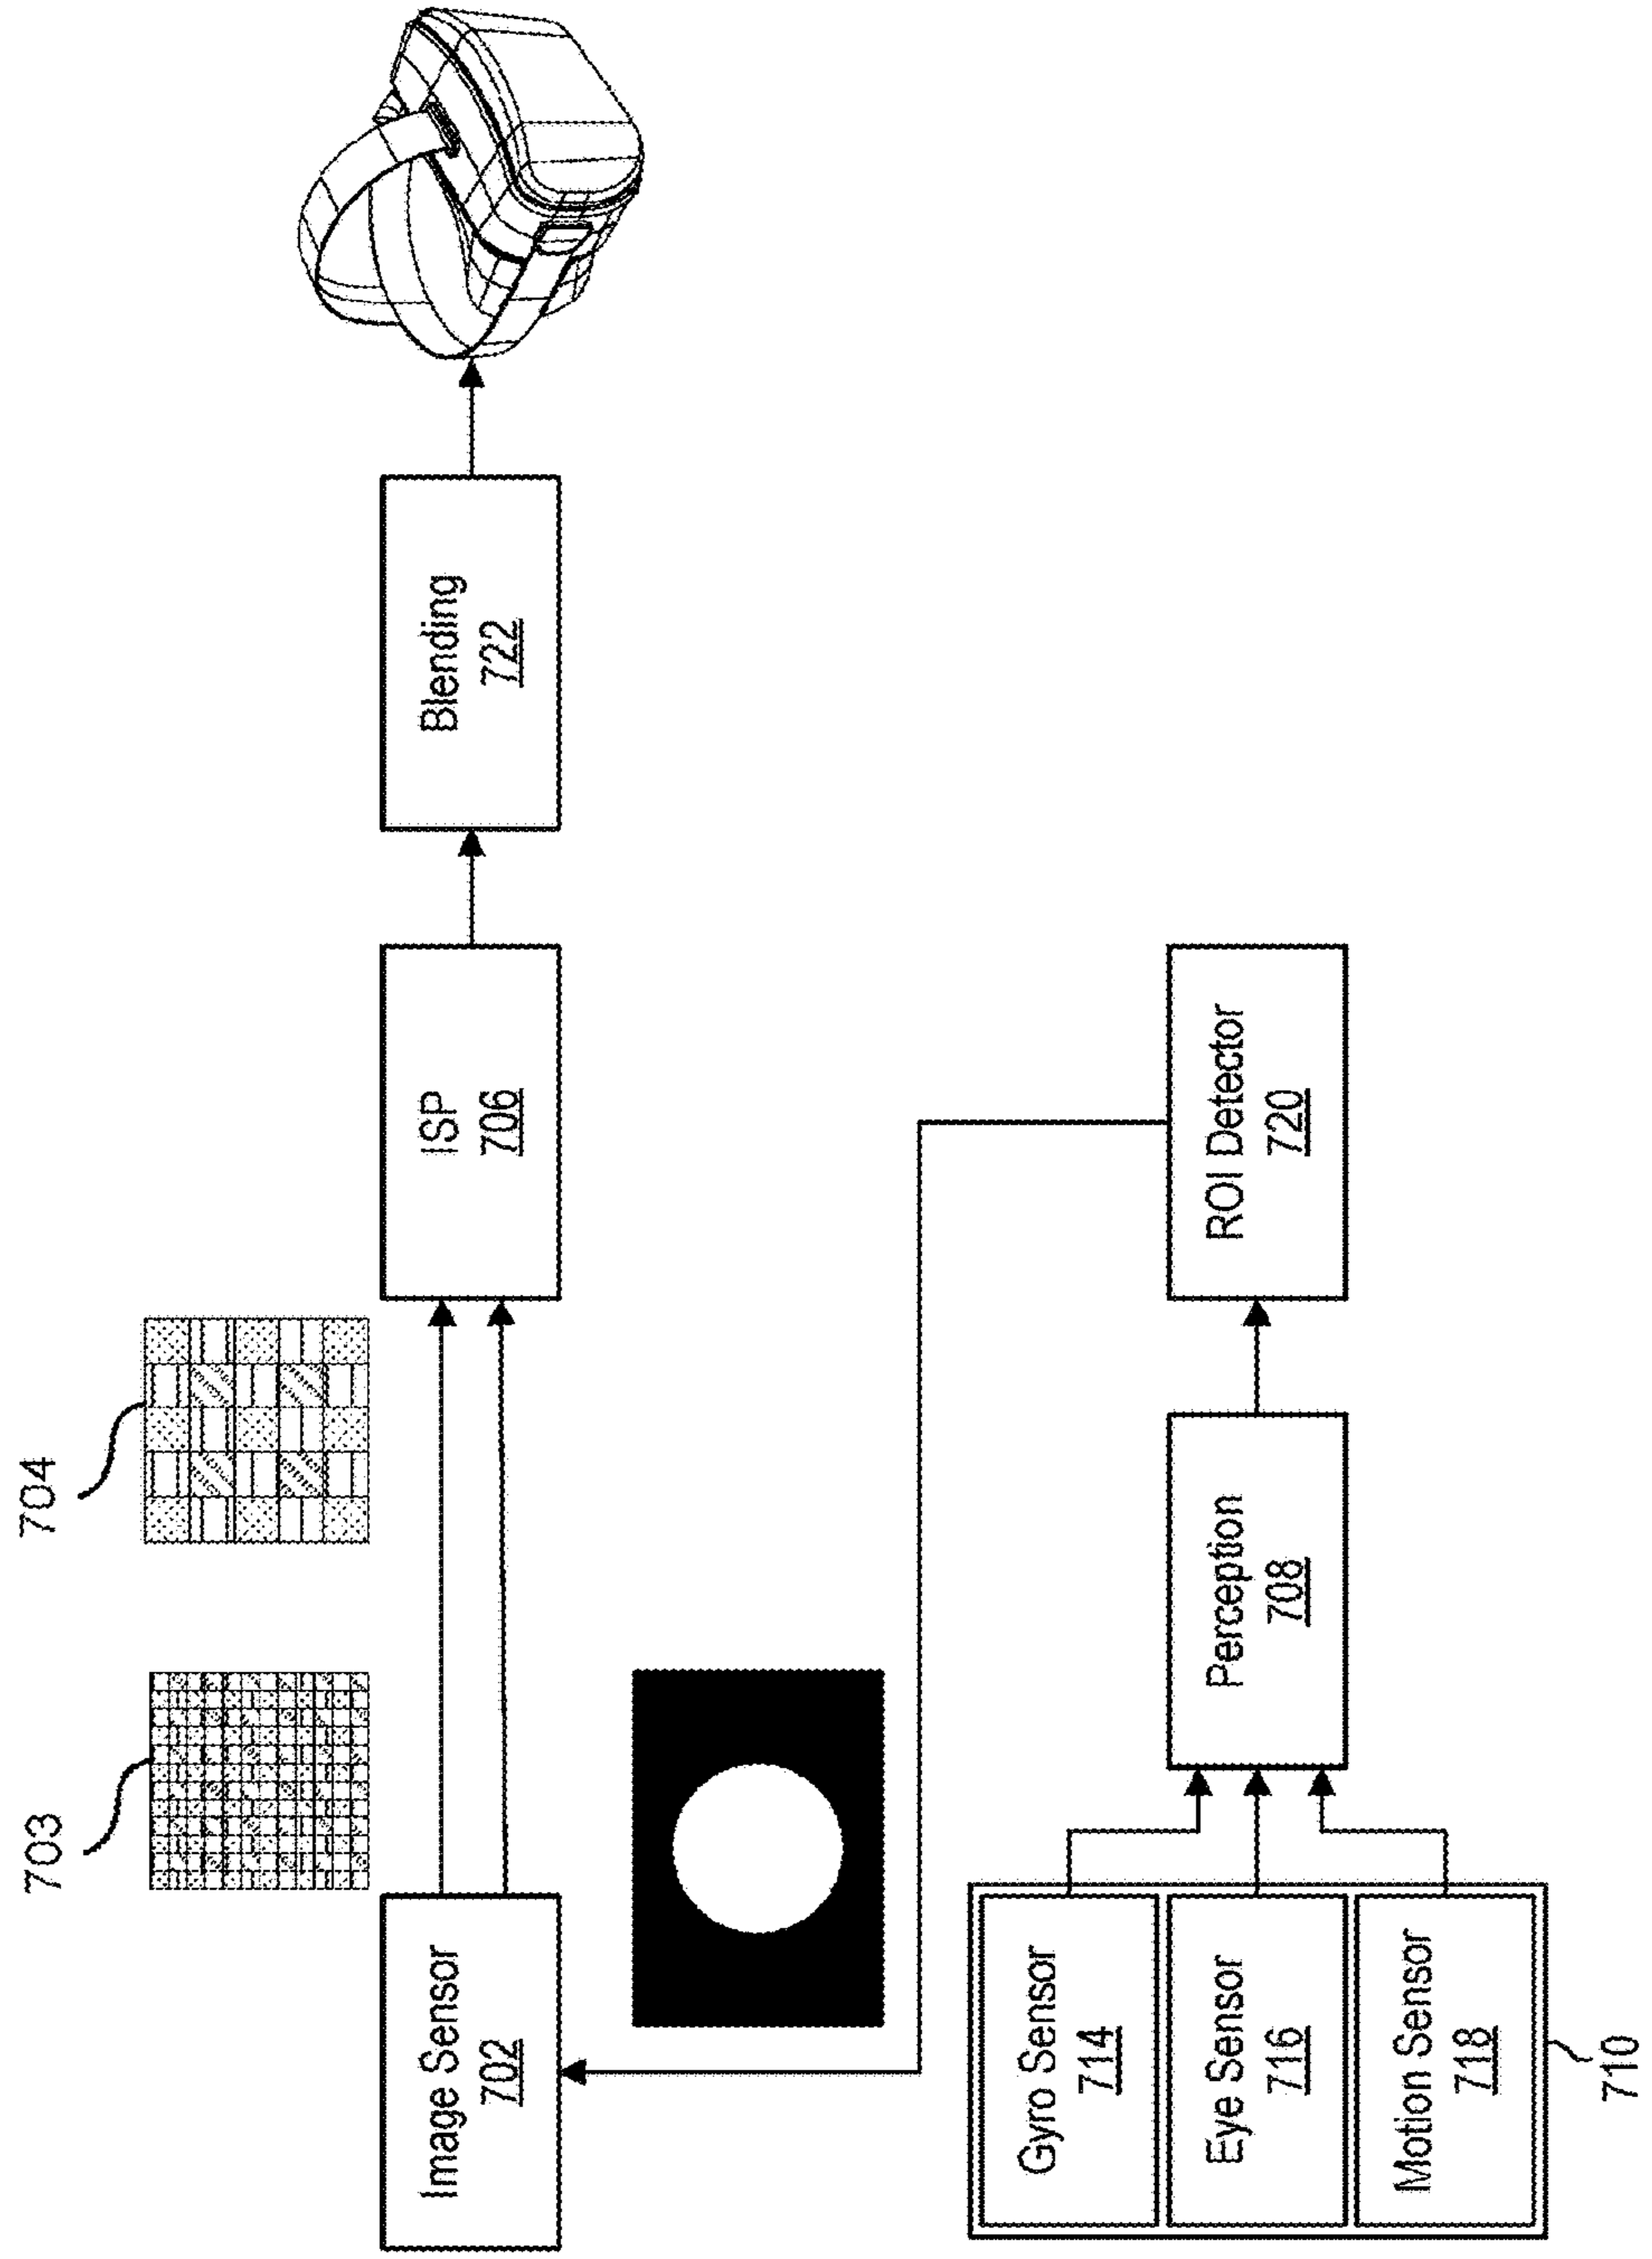 703
704
Image Sensor
702
ISP
706
Blending
722
Gyro Sensor
714
Eye Sensor
716
Motion Sensor
718
710
Perception
708
ROI Detector
720